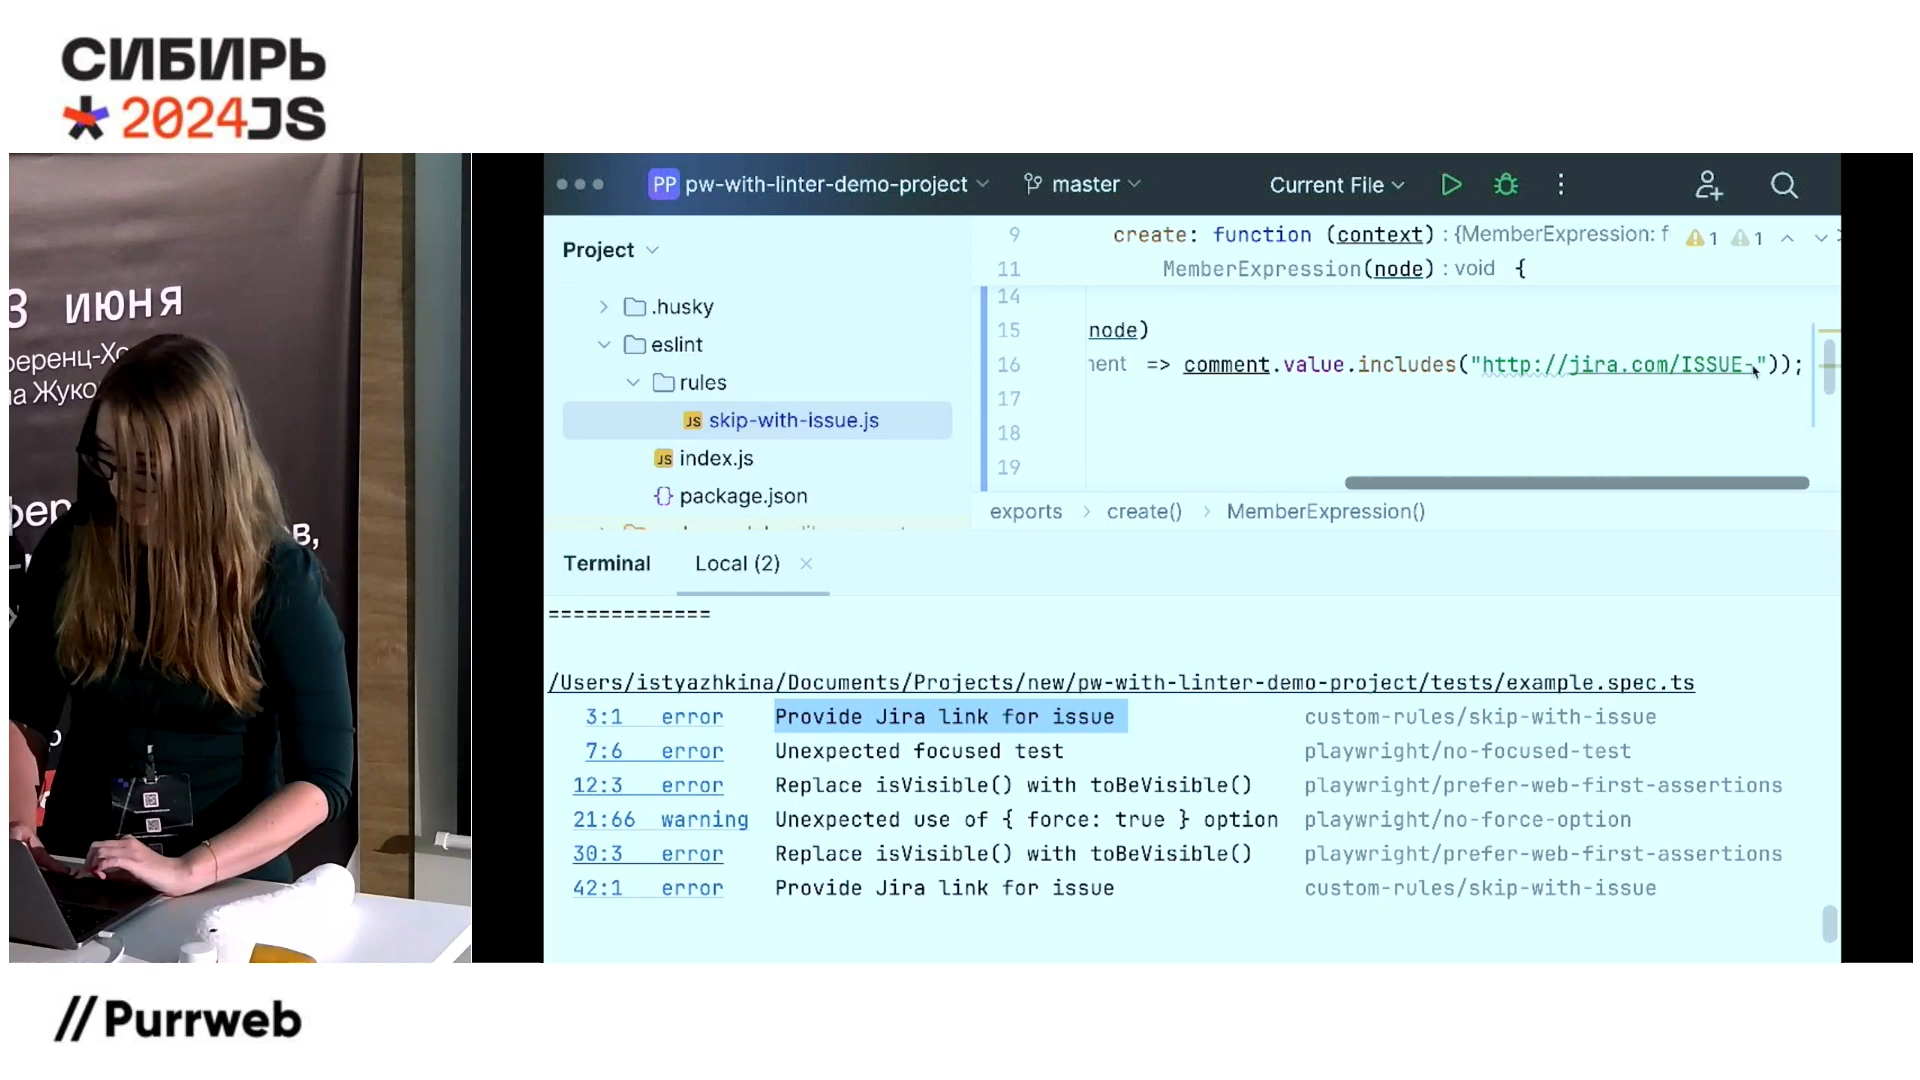 СИБИРЬ
2024JS
3 июня
а Жуко
в,
PP pw-with-linter-demo-project master Current File
Project
.husky
eslint
rules
JS skip-with-issue.js
JS index.js
{} package.json
9 create: function (context) : {MemberExpression: f 1 1
11 MemberExpression(node) : void {
14
15 node)
16 => comment.value.includes("http://jira.com/ISSUE-"));
17
18
19
exports > create() > MemberExpression()
Terminal Local (2) ×
=============
/Users/istyazhkina/Documents/Projects/new/pw-with-linter-demo-project/tests/example.spec.ts
3:1 error Provide Jira link for issue custom-rules/skip-with-issue
7:6 error Unexpected focused test playwright/no-focused-test
12:3 error Replace isVisible() with toBeVisible() playwright/prefer-web-first-assertions
21:66 warning Unexpected use of { force: true } option playwright/no-force-option
30:3 error Replace isVisible() with toBeVisible() playwright/prefer-web-first-assertions
42:1 error Provide Jira link for issue custom-rules/skip-with-issue
//Purrweb